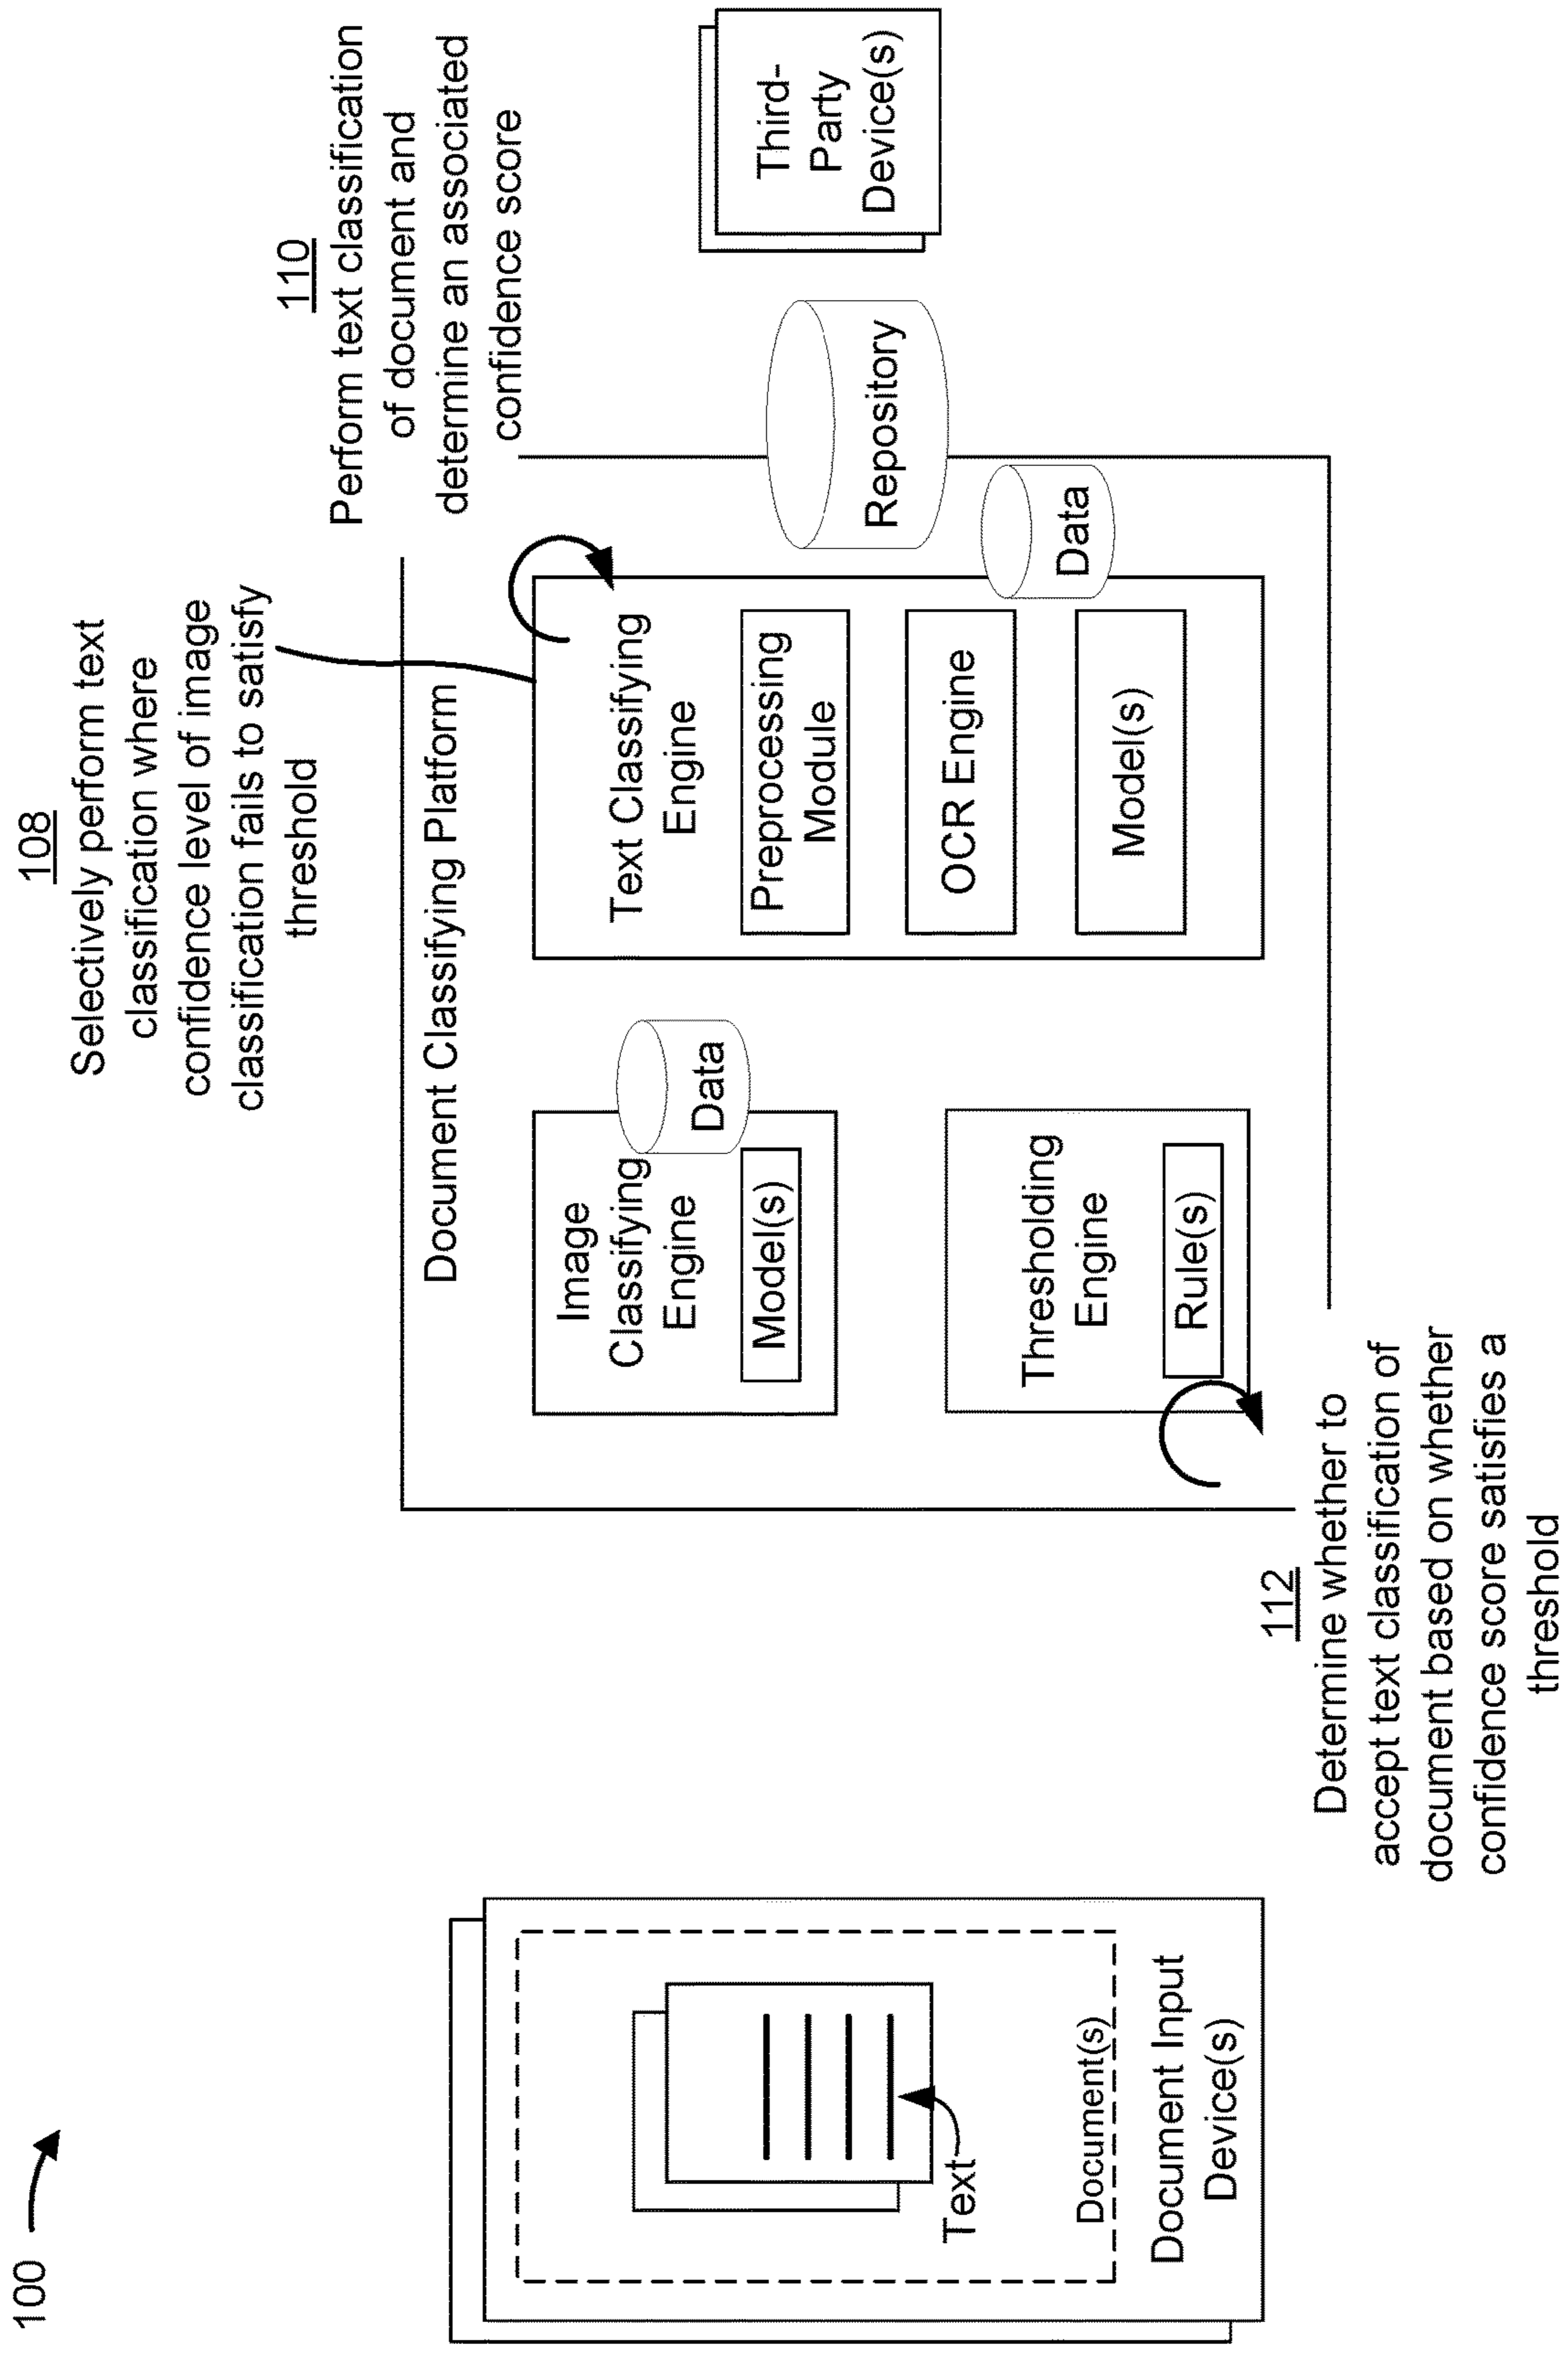 100
108
Selectively perform text
classification where
confidence level of image
classification fails to satisfy
threshold
110
Perform text classification
of document and
determine an associated
confidence score
Document Classifying Platform
Image
Classifying
Engine
Model(s)
Data
Text Classifying
Engine
Preprocessing
Module
OCR Engine
Model(s)
Data
Repository
Third-
Party
Device(s)
Thresholding
Engine
Rule(s)
Text
Document(s)
Document Input
Device(s)
112
Determine whether to
accept text classification of
document based on whether
confidence score satisfies a
threshold